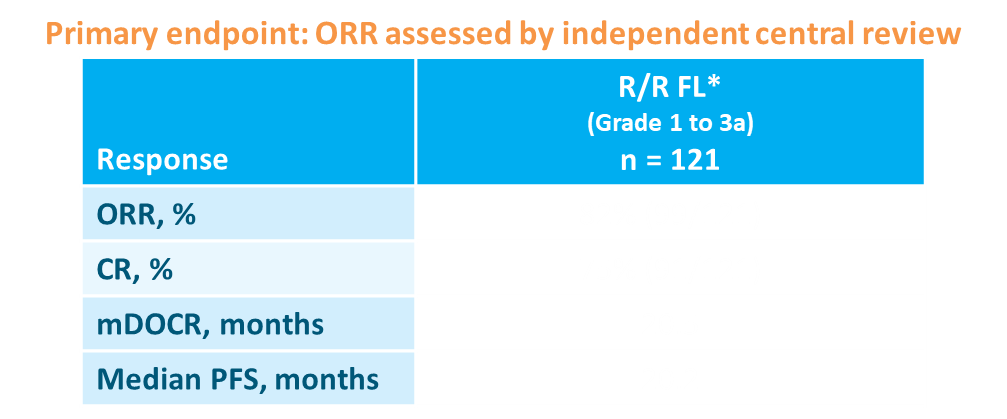 Primary endpoint: ORR assessed by independent central review
R/R FL*
(Grade 1 to 3a)
Response
n = 121
ORR, %
CR, %
mDOCR, months
Median PFS, months